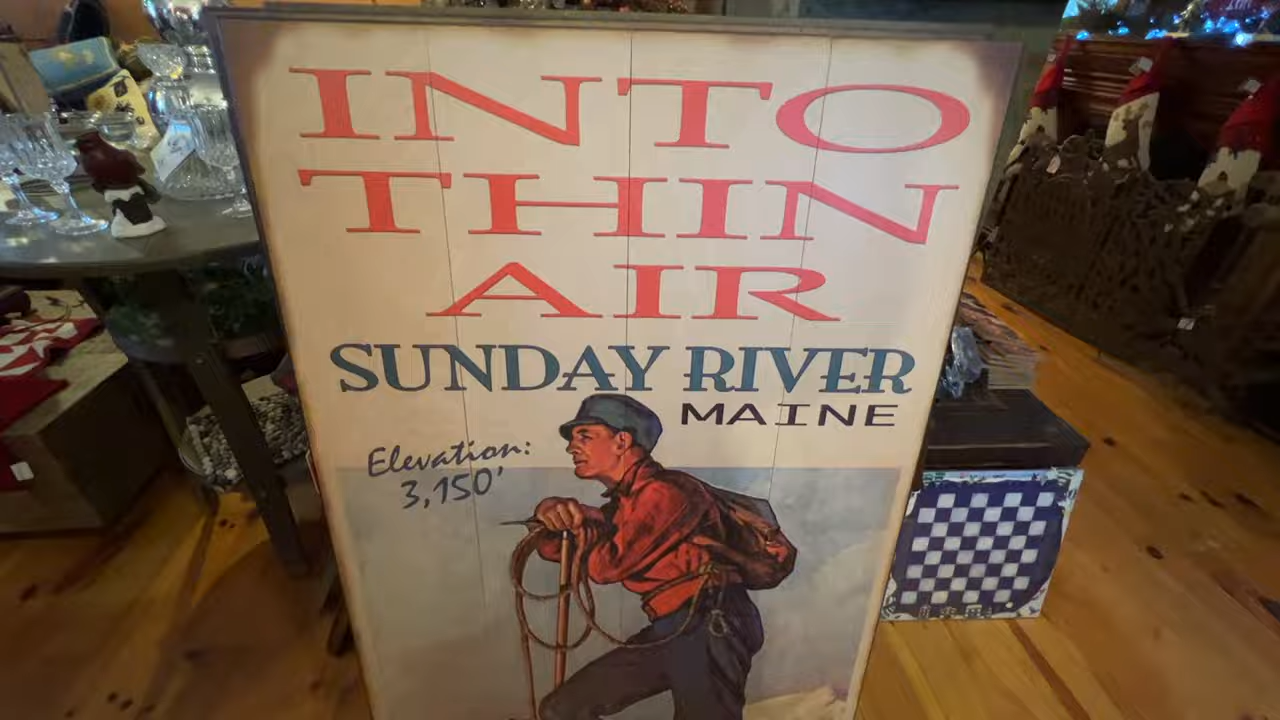 INTO
THIN
AIR
SUNDAY RIVER
MAINE
Elevation:
3,150'